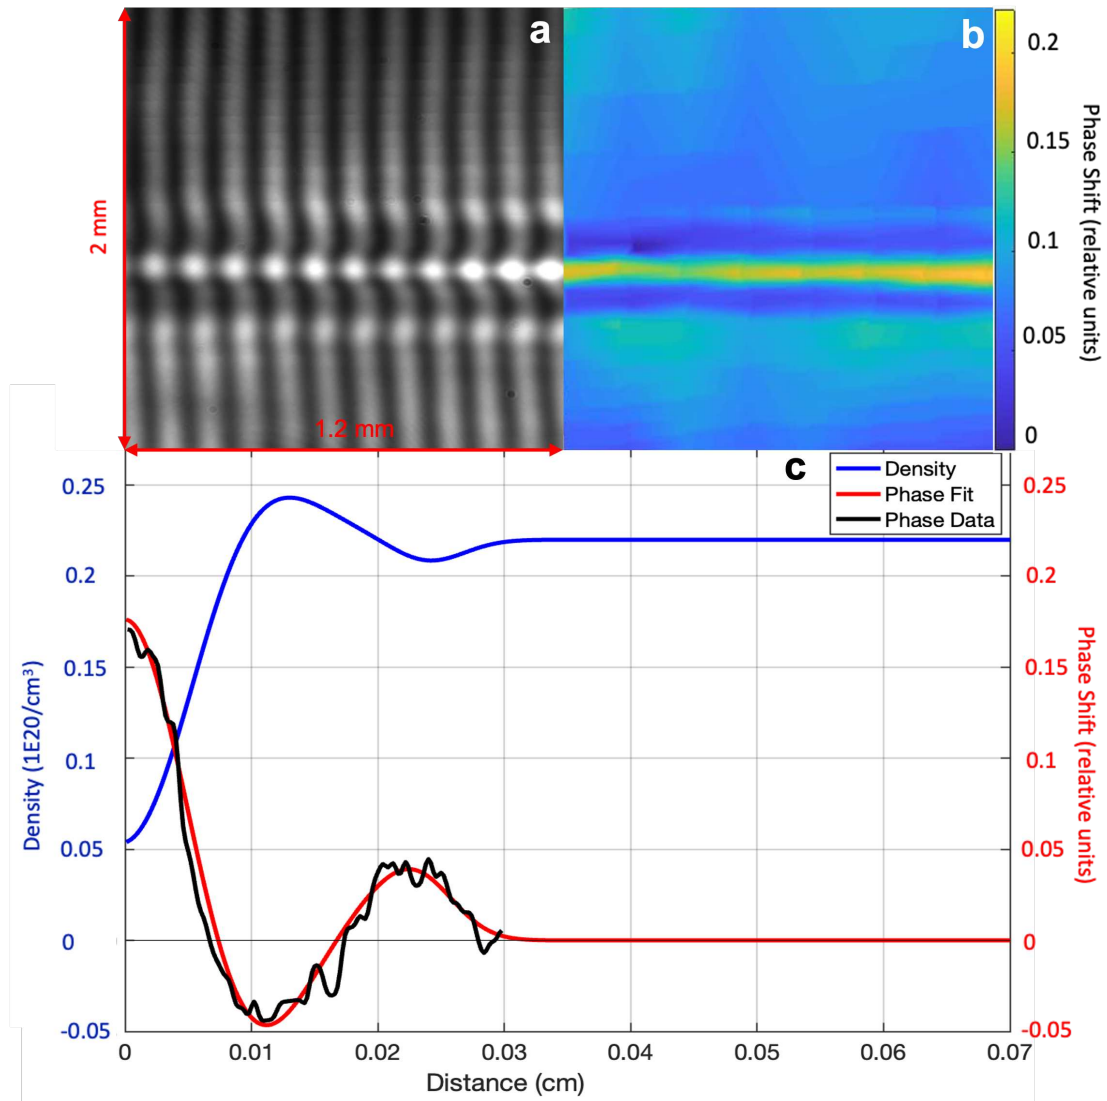 a
b
2 mm
1.2 mm
0.2
0.15
0.1
0.05
0
Phase Shift (relative units)
c
Density
Phase Fit
Phase Data
0.25
0.2
0.15
0.1
0.05
0
-0.05
Density (1E20/cm³)
0.25
0.2
0.15
0.1
0.05
0
-0.05
Phase Shift (relative units)
0
0.01
0.02
0.03
0.04
0.05
0.06
0.07
Distance (cm)